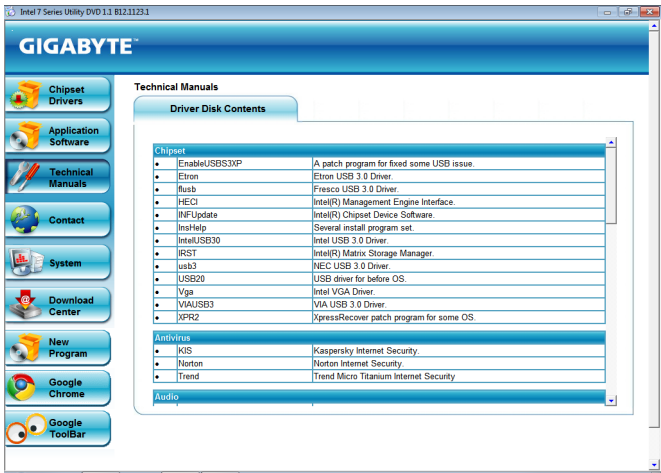 Intel 7 Series Utility DVD 1.1 B12.1123.1
GIGABYTE™
Chipset
Drivers
Application
Software
Technical
Manuals
Contact
System
Download
Center
New
Program
Google
Chrome
Google
ToolBar
Technical Manuals
Driver Disk Contents
Chipset
• EnableUSBS3XP A patch program for fixed some USB issue.
• Etron Etron USB 3.0 Driver.
• flusb Fresco USB 3.0 Driver.
• HECI Intel(R) Management Engine Interface.
• INFUpdate Intel(R) Chipset Device Software.
• InsHelp Several install program set.
• IntelUSB30 Intel USB 3.0 Driver.
• IRST Intel(R) Matrix Storage Manager.
• usb3 NEC USB 3.0 Driver.
• USB20 USB driver for before OS.
• Vga Intel VGA Driver.
• VIAUSB3 VIA USB 3.0 Driver.
• XPR2 XpressRecover patch program for some OS.
Antivirus
• KIS Kaspersky Internet Security.
• Norton Norton Internet Security.
• Trend Trend Micro Titanium Internet Security
Audio